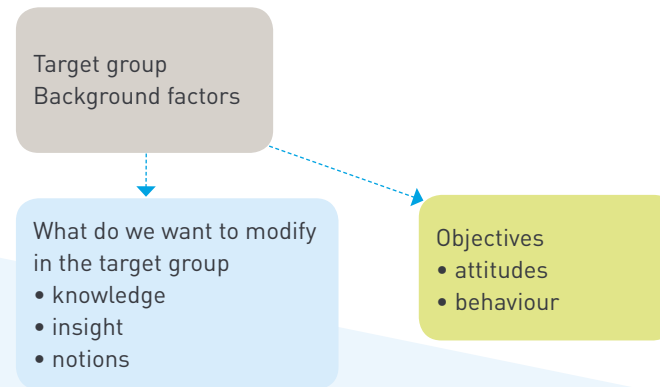 Target group
Background factors
What do we want to modify
in the target group
• knowledge
• insight
• notions
Objectives
• attitudes
• behaviour